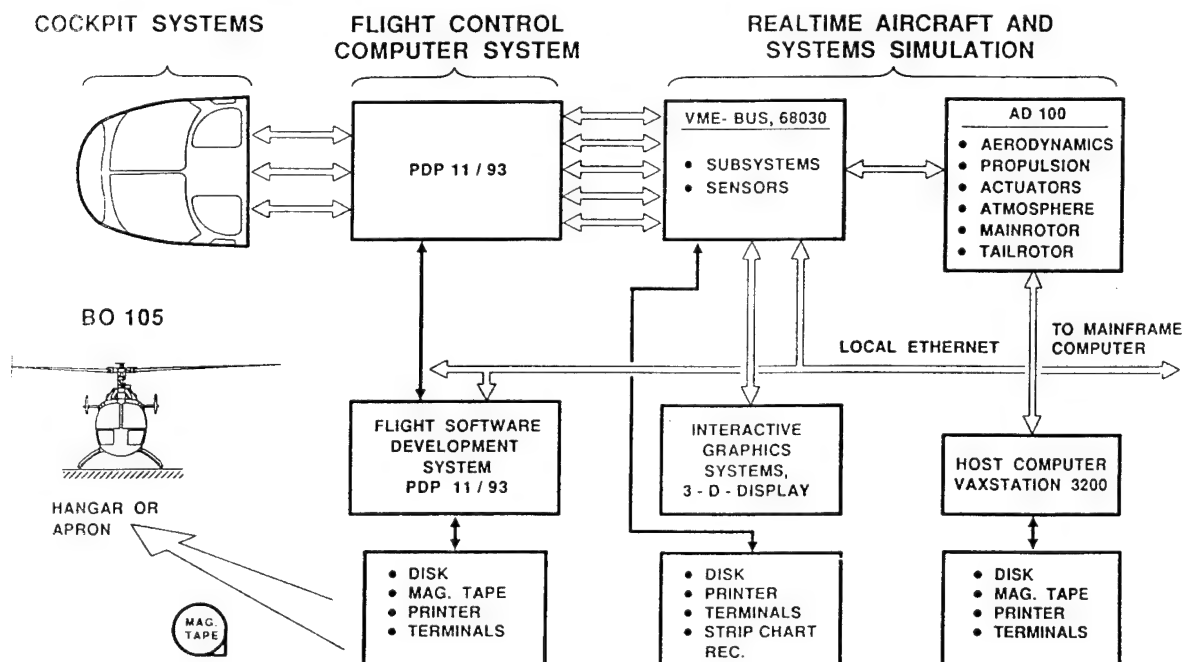 COCKPIT SYSTEMS
FLIGHT CONTROL
COMPUTER SYSTEM
REALTIME AIRCRAFT AND
SYSTEMS SIMULATION
PDP 11 / 93
VME- BUS, 68030
● SUBSYSTEMS
● SENSORS
AD 100
● AERODYNAMICS
● PROPULSION
● ACTUATORS
● ATMOSPHERE
● MAINROTOR
● TAILROTOR
BO 105
LOCAL ETHERNET
TO MAINFRAME
COMPUTER
FLIGHT SOFTWARE
DEVELOPMENT
SYSTEM
PDP 11 / 93
INTERACTIVE
GRAPHICS
SYSTEMS,
3 - D - DISPLAY
HOST COMPUTER
VAXSTATION 3200
HANGAR OR
APRON
MAG.
TAPE
● DISK
● MAG. TAPE
● PRINTER
● TERMINALS
● DISK
● PRINTER
● TERMINALS
● STRIP CHART
REC.
● DISK
● MAG. TAPE
● PRINTER
● TERMINALS